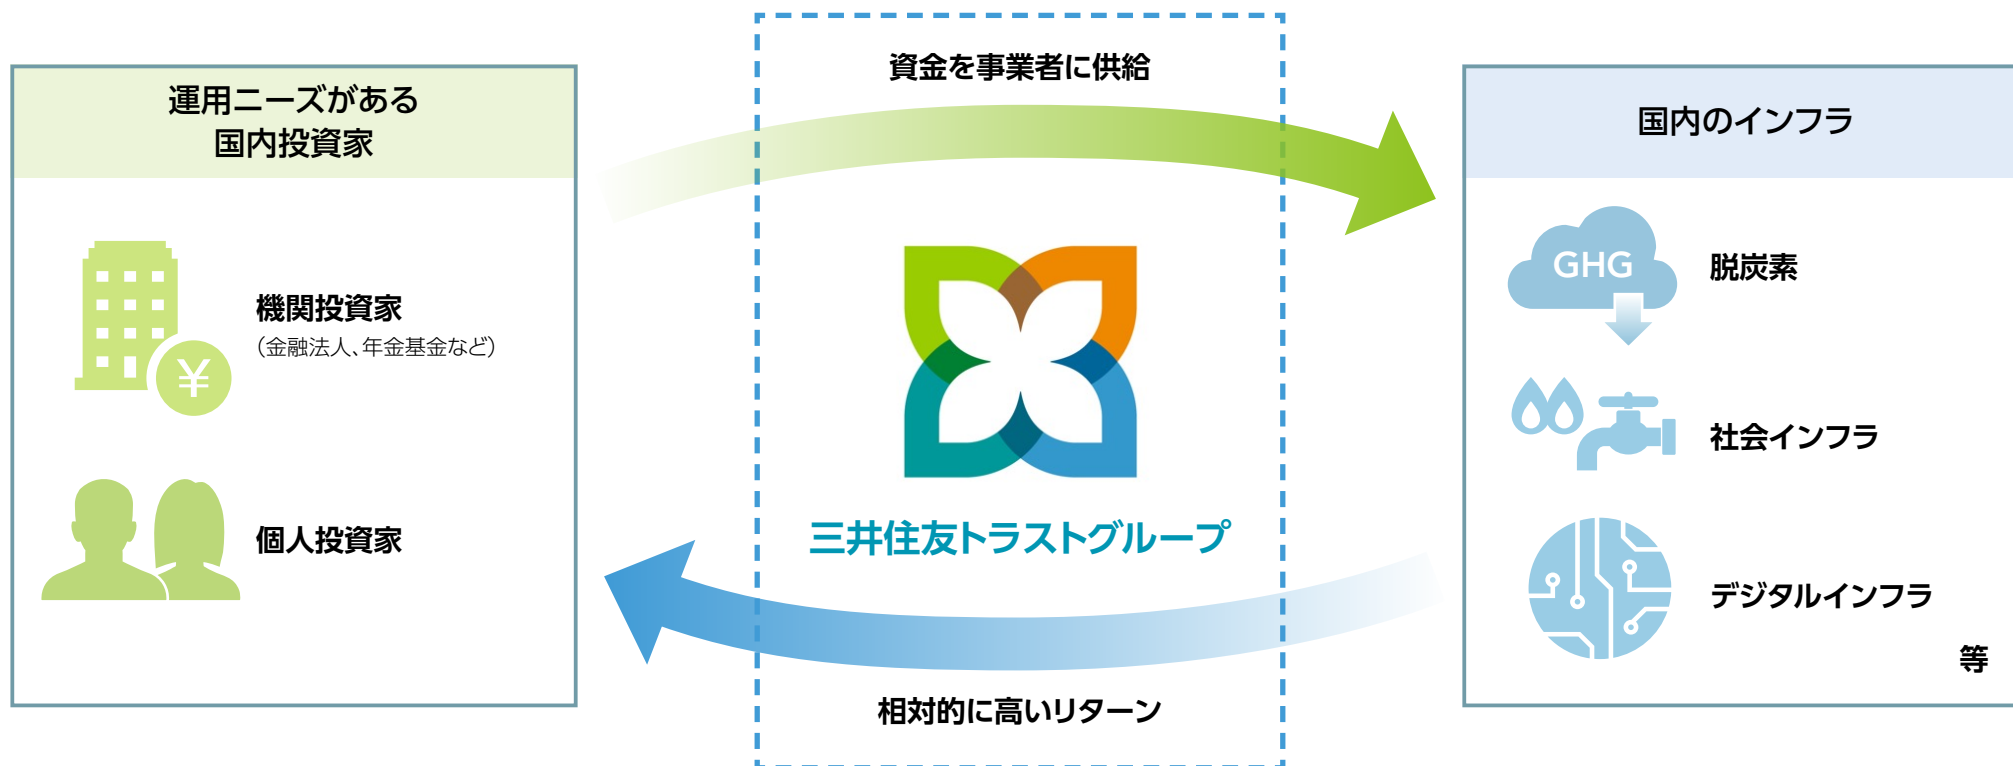 資金を事業者に供給
運用ニーズがある
国内投資家
機関投資家
(金融法人、年金基金など)
¥
個人投資家
三井住友トラストグループ
相対的に高いリターン
国内のインフラ
GHG
脱炭素
社会インフラ
デジタルインフラ
等